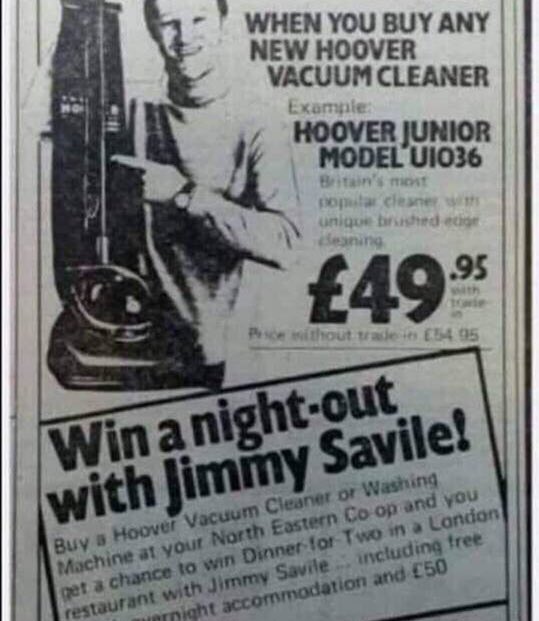 WHEN YOU BUY ANY
NEW HOOVER
VACUUM CLEANER
Example:
HOOVER JUNIOR
MODEL U1036
Britain's most
popular cleaner with
unique brushed-edge
cleaning
£49.95
with
trade-
in
Price without trade-in £54.95
Win a night-out
with Jimmy Savile!
Buy a Hoover Vacuum Cleaner or Washing
Machine at your North Eastern Co-op and you
get a chance to win Dinner-for-Two in a London
restaurant with Jimmy Savile ... including free
accommodation and £50